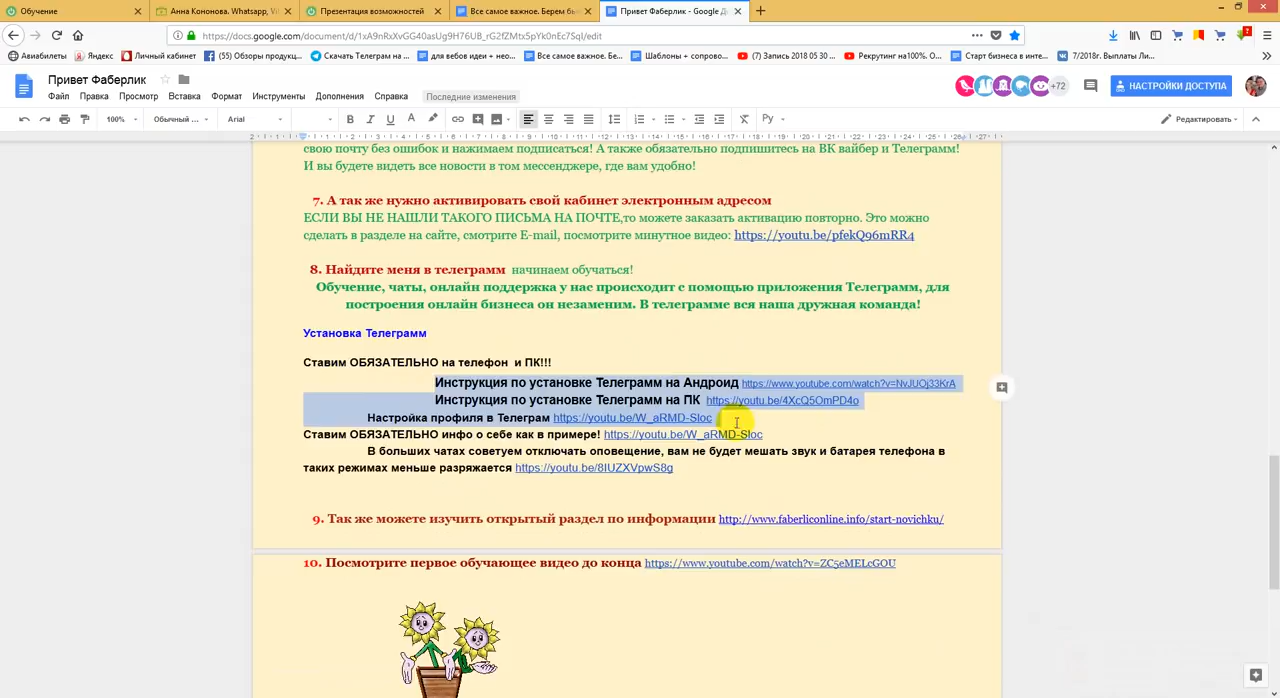 Обучение
Анна Кононова. Whatsapp, Vi
Презентация возможностей
Все самое важное. Берем бы
Привет Фаберлик - Google До
https://docs.google.com/document/d/1xA9nRxXvGG40asUg9H76UB_rG2fZMtx5pYk0nEc7SqI/edit
Авиабилеты
Яндекс
Личный кабинет
(55) Обзоры продукц...
Скачать Телеграм на ...
для вебов идеи + нео...
Все самое важное. Бе...
Шаблоны + сопрово...
(7) Запись 2018 05 30 ...
Рекрутинг на100% О...
Старт бизнеса в инте...
7/2018г. Выплаты Ли...
Привет Фаберлик
Файл Правка Просмотр Вставка Формат Инструменты Дополнения Справка Последние изменения
+72
НАСТРОЙКИ ДОСТУПА
100% Обычный ... Arial
Редактировать
свою почту без ошибок и нажимаем подписаться! А также обязательно подпишитесь на ВК вайбер и Телеграмм!
И вы будете видеть все новости в том мессенджере, где вам удобно!
7. А так же нужно активировать свой кабинет электронным адресом
ЕСЛИ ВЫ НЕ НАШЛИ ТАКОГО ПИСЬМА НА ПОЧТЕ,то можете заказать активацию повторно. Это можно
сделать в разделе на сайте, смотрите E-mail, посмотрите минутное видео: https://youtu.be/pfekQ96mRR4
8. Найдите меня в телеграмм начинаем обучаться!
Обучение, чаты, онлайн поддержка у нас происходит с помощью приложения Телеграмм, для
построения онлайн бизнеса он незаменим. В телеграмме вся наша дружная команда!
Установка Телеграмм
Ставим ОБЯЗАТЕЛЬНО на телефон и ПК!!!
Инструкция по установке Телеграмм на Андроид https://www.youtube.com/watch?v=NvJUOj33KrA
Инструкция по установке Телеграмм на ПК https://youtu.be/4XcQ5OmPD4o
Настройка профиля в Телеграм https://youtu.be/W_aRMD-Sloc
Ставим ОБЯЗАТЕЛЬНО инфо о себе как в примере! https://youtu.be/W_aRMD-Sloc
В больших чатах советуем отключать оповещение, вам не будет мешать звук и батарея телефона в
таких режимах меньше разряжается https://youtu.be/8IUZXVpwS8g
9. Так же можете изучить открытый раздел по информации http://www.faberliconline.info/start-novichku/
10. Посмотрите первое обучающее видео до конца https://www.youtube.com/watch?v=ZC5eMELcGOU